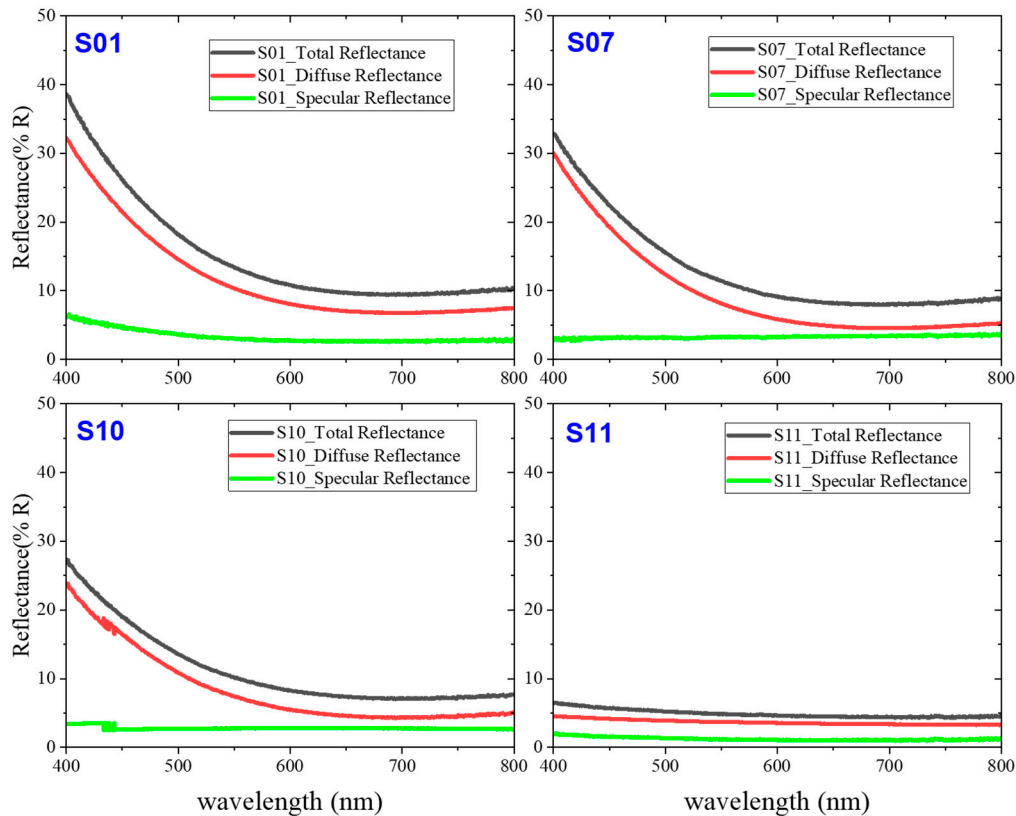 S01
S01_Total Reflectance
S01_Diffuse Reflectance
S01_Specular Reflectance
Reflectance(% R)
50
40
30
20
10
0
400 500 600 700 800
S07
S07_Total Reflectance
S07_Diffuse Reflectance
S07_Specular Reflectance
50
40
30
20
10
0
400 500 600 700 800
S10
S10_Total Reflectance
S10_Diffuse Reflectance
S10_Specular Reflectance
Reflectance(% R)
50
40
30
20
10
0
400 500 600 700 800
wavelength (nm)
S11
S11_Total Reflectance
S11_Diffuse Reflectance
S11_Specular Reflectance
50
40
30
20
10
0
400 500 600 700 800
wavelength (nm)